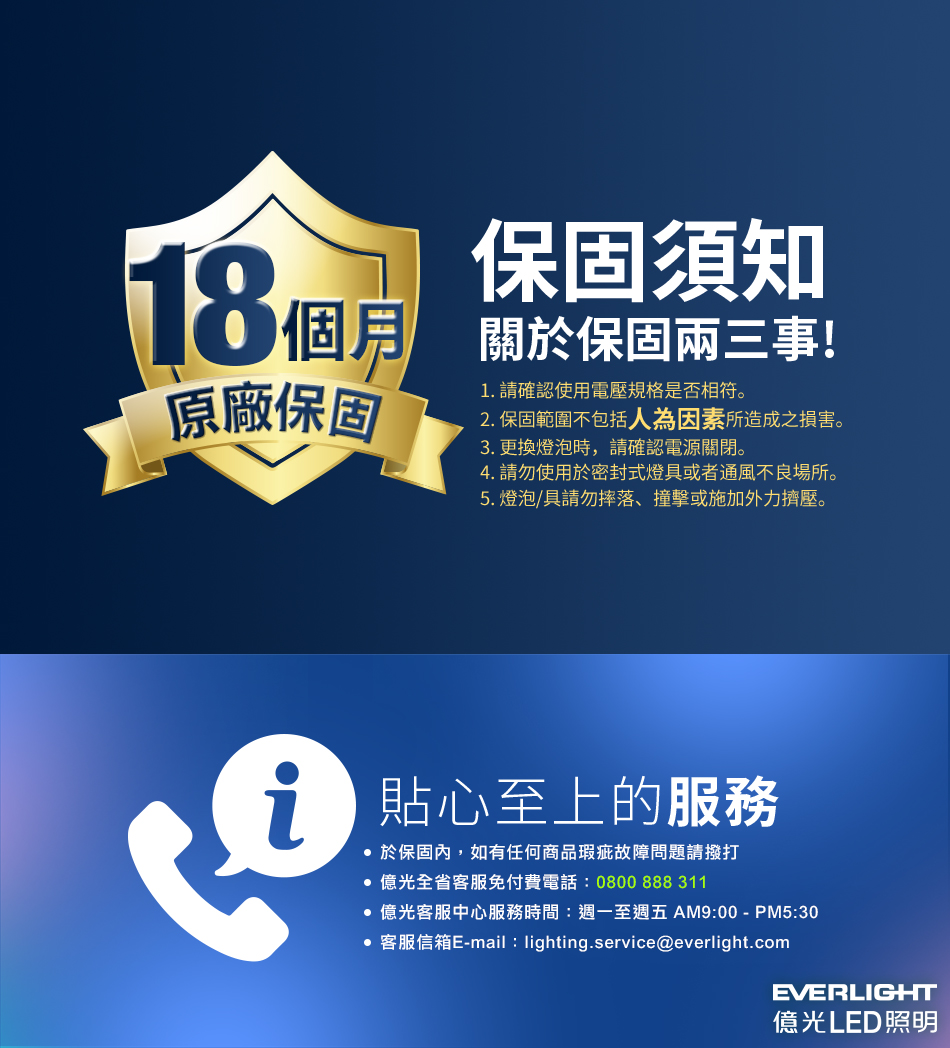 18個月
原廠保固
保固須知
關於保固兩三事!
1. 請確認使用電壓規格是否相符。
2. 保固範圍不包括人為因素所造成之損害。
3. 更換燈泡時，請確認電源關閉。
4. 請勿使用於密封式燈具或者通風不良場所。
5. 燈泡/具請勿摔落、撞擊或施加外力擠壓。
i
貼心至上的服務
• 於保固內，如有任何商品瑕疵故障問題請撥打
• 億光全省客服免付費電話：0800 888 311
• 億光客服中心服務時間：週一至週五 AM9:00 - PM5:30
• 客服信箱E-mail：lighting.service@everlight.com
EVERLIGHT
億光LED照明